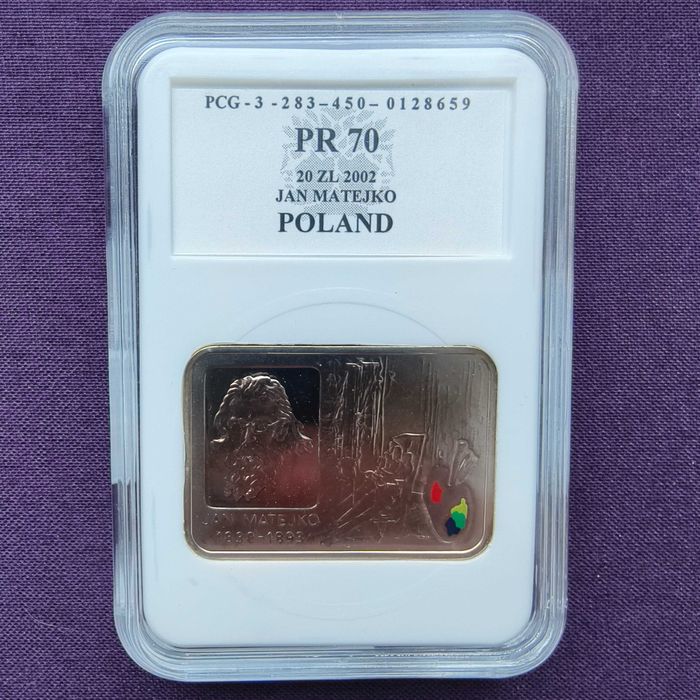 PCG-3-283-450-0128659
PR 70
20 ZL 2002
JAN MATEJKO
POLAND
JAN MATEJKO
1838-1893